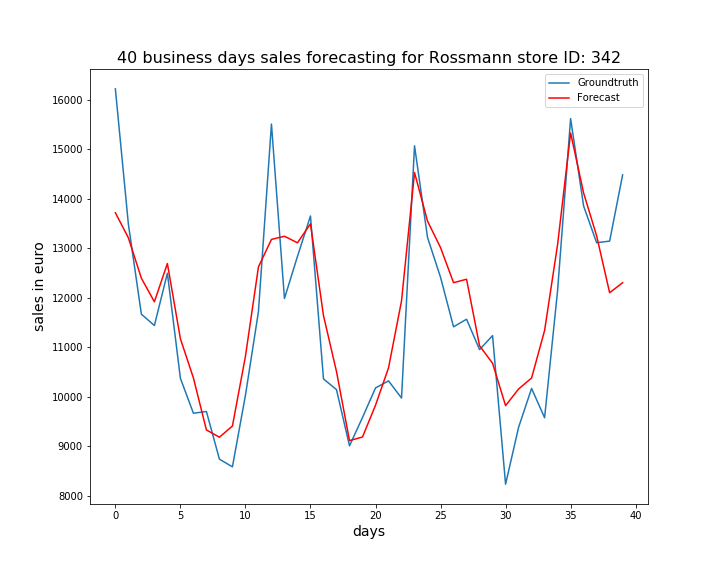 40 business days sales forecasting for Rossmann store ID: 342
Groundtruth
Forecast
sales in euro
16000
15000
14000
13000
12000
11000
10000
9000
8000
0 5 10 15 20 25 30 35 40
days